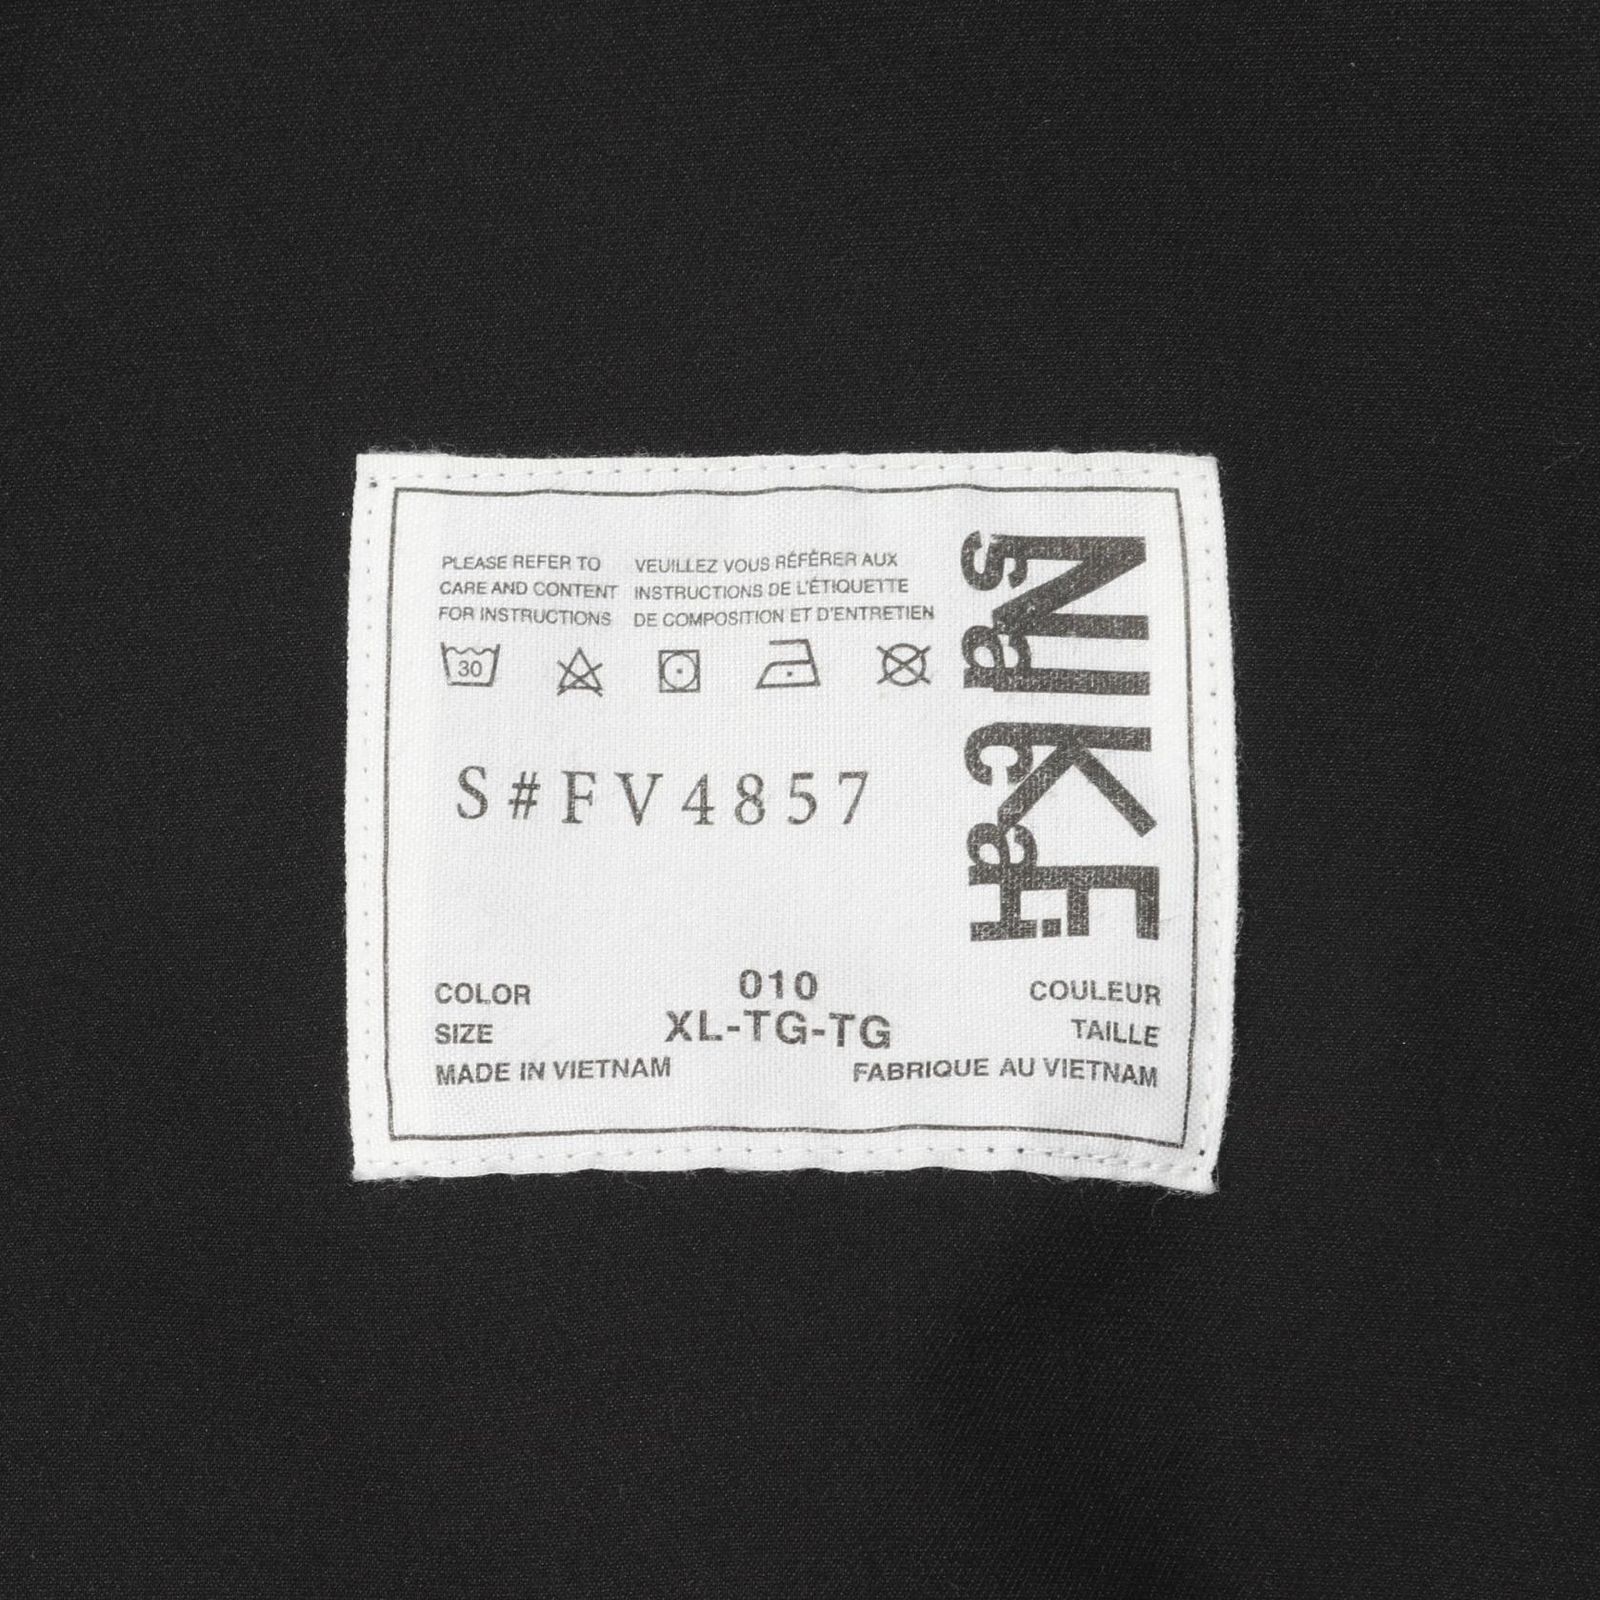 PLEASE REFER TO
CARE AND CONTENT
FOR INSTRUCTIONS
VEUILLEZ VOUS RÉFÉRER AUX
INSTRUCTIONS DE L'ÉTIQUETTE
DE COMPOSITION ET D'ENTRETIEN
30
NIKE
sacai
S#FV4857
COLOR 010 COULEUR
SIZE XL-TG-TG TAILLE
MADE IN VIETNAM FABRIQUE AU VIETNAM